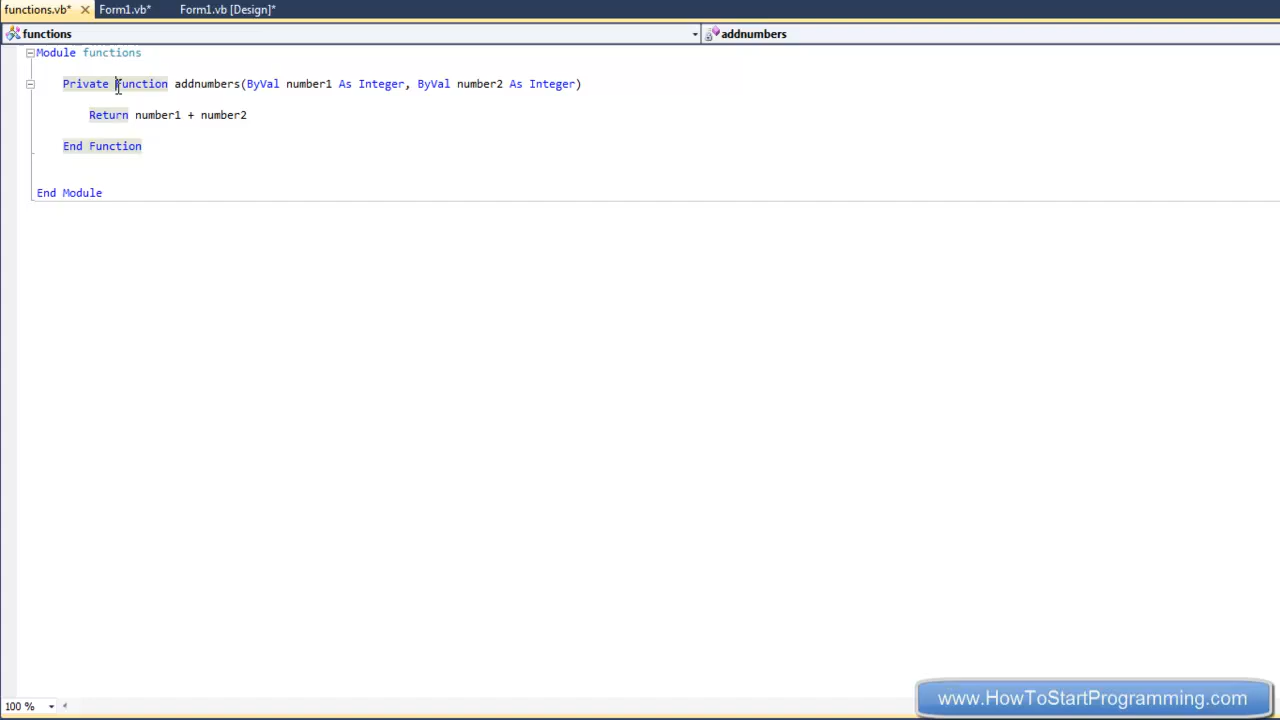 functions.vb* Form1.vb* Form1.vb [Design]*
functions addnumbers
Module functions
Private Function addnumbers(ByVal number1 As Integer, ByVal number2 As Integer)
Return number1 + number2
End Function
End Module
100 %
www.HowToStartProgramming.com